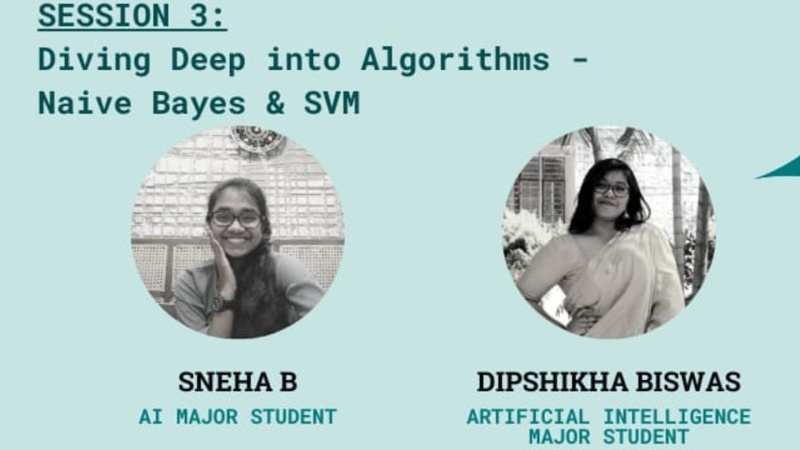 SESSION 3:
Diving Deep into Algorithms -
Naive Bayes & SVM
SNEHA B
AI MAJOR STUDENT
DIPSHIKHA BISWAS
ARTIFICIAL INTELLIGENCE
MAJOR STUDENT